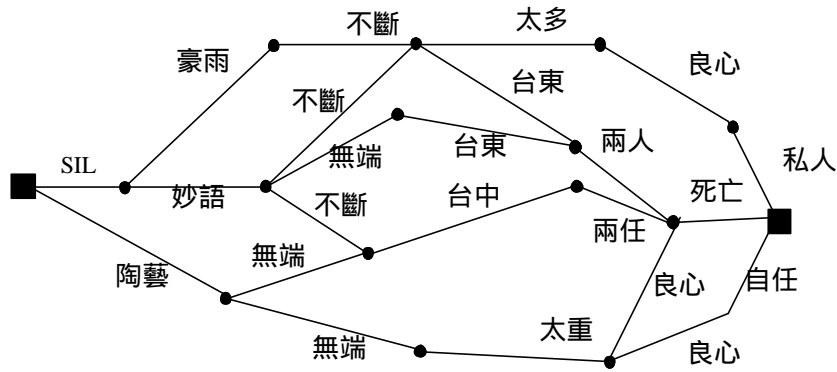 不斷
太多
豪雨
良心
台東
不斷
無端
台東
兩人
私人
SIL
妙語
不斷
台中
死亡
兩任
陶藝
無端
良心
自任
太重
無端
良心